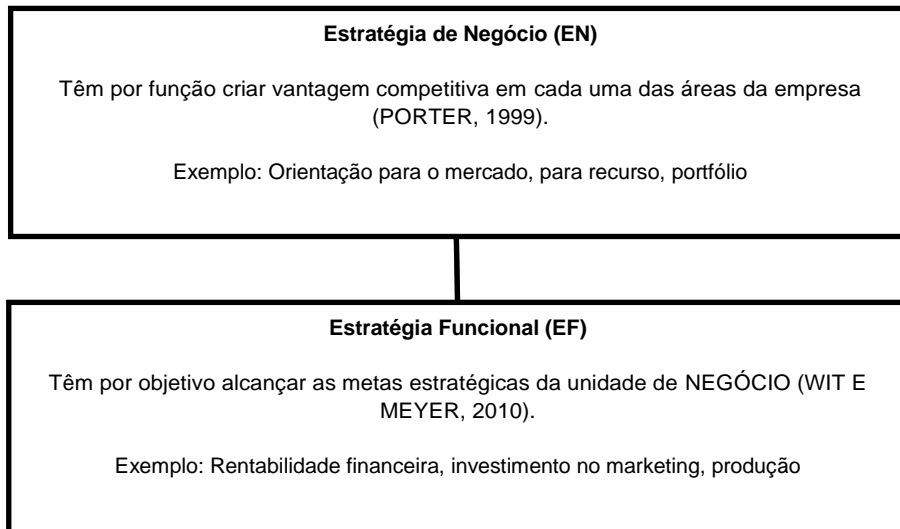 Estratégia de Negócio (EN)
Têm por função criar vantagem competitiva em cada uma das áreas da empresa
(PORTER, 1999).
Exemplo: Orientação para o mercado, para recurso, portfólio
Estratégia Funcional (EF)
Têm por objetivo alcançar as metas estratégicas da unidade de NEGÓCIO (WIT E
MEYER, 2010).
Exemplo: Rentabilidade financeira, investimento no marketing, produção